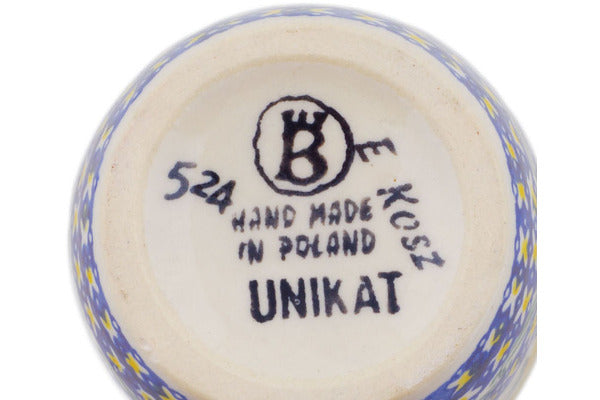 B
524
E KOSZ
HAND MADE
IN POLAND
UNIKAT